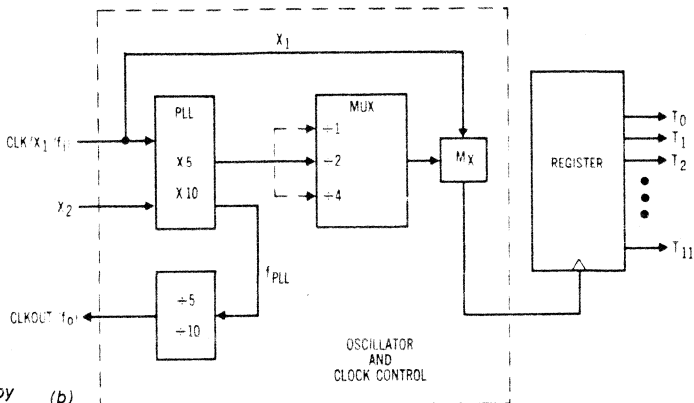 X1
PLL
X5
X10
MUX
÷1
÷2
÷4
MX
REGISTER
T0
T1
T2
T11
CLK/X1 (fi)
X2
fPLL
÷5
÷10
CLKOUT (fo)
OSCILLATOR
AND
CLOCK CONTROL
(b)